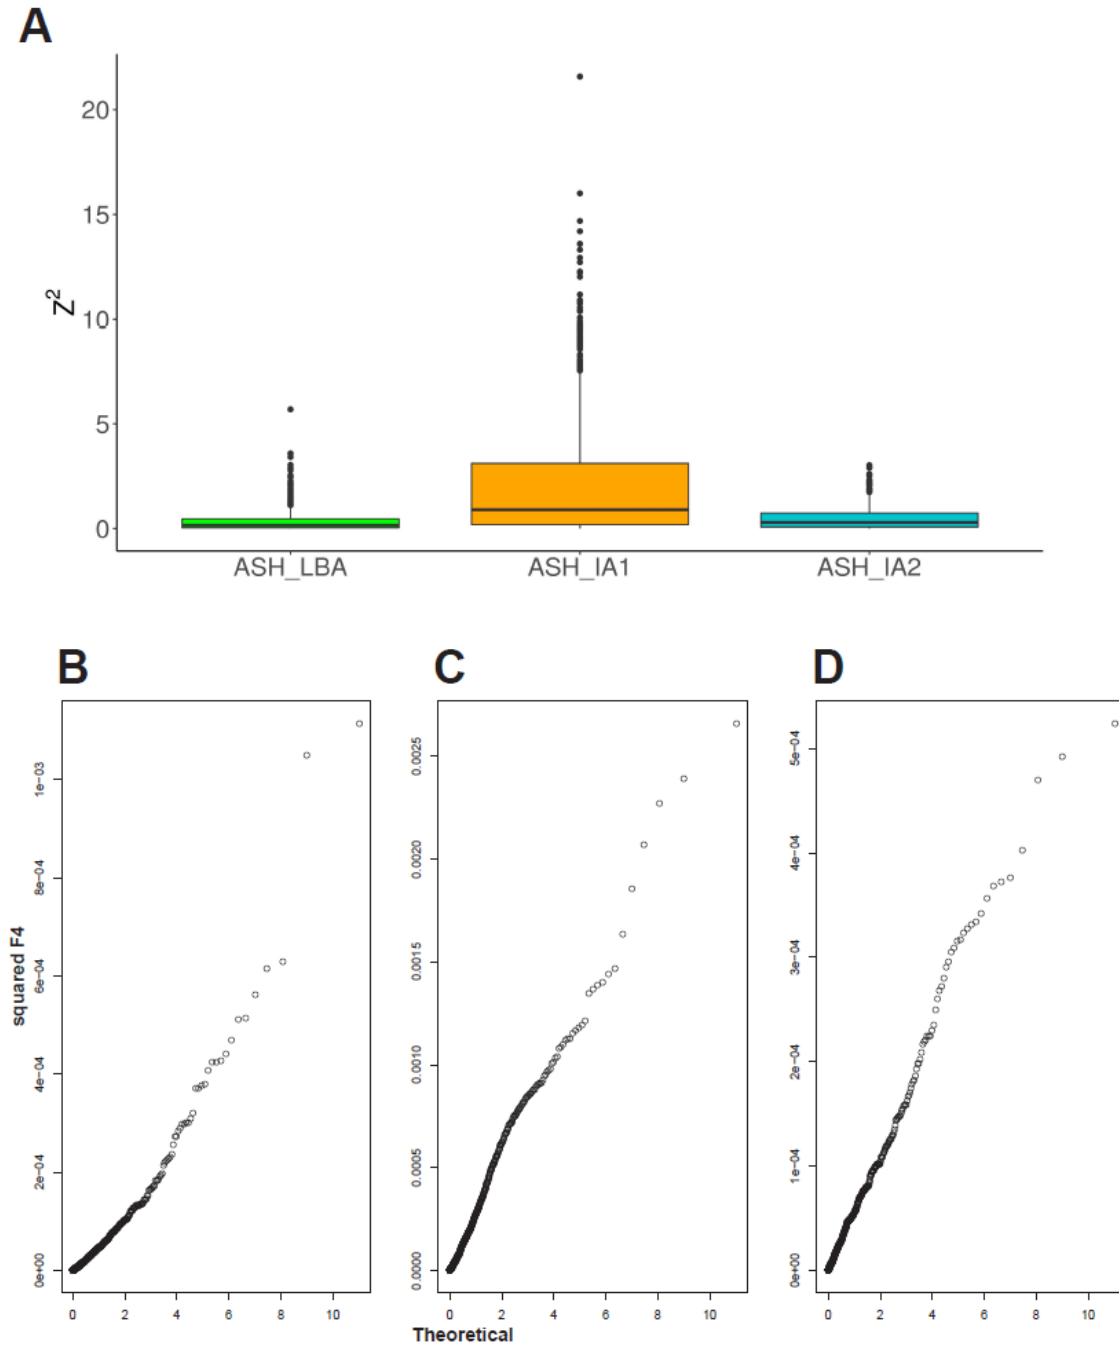 A
20
15
10
5
0
Z²
ASH_LBA ASH_IA1 ASH_IA2
B C D
squared F4
1e−03
8e−04
6e−04
4e−04
2e−04
0e+00
0 2 4 6 8 10
0.0025
0.0020
0.0015
0.0010
0.0005
0.0000
0 2 4 6 8 10
5e−04
4e−04
3e−04
2e−04
1e−04
0e+00
0 2 4 6 8 10
Theoretical